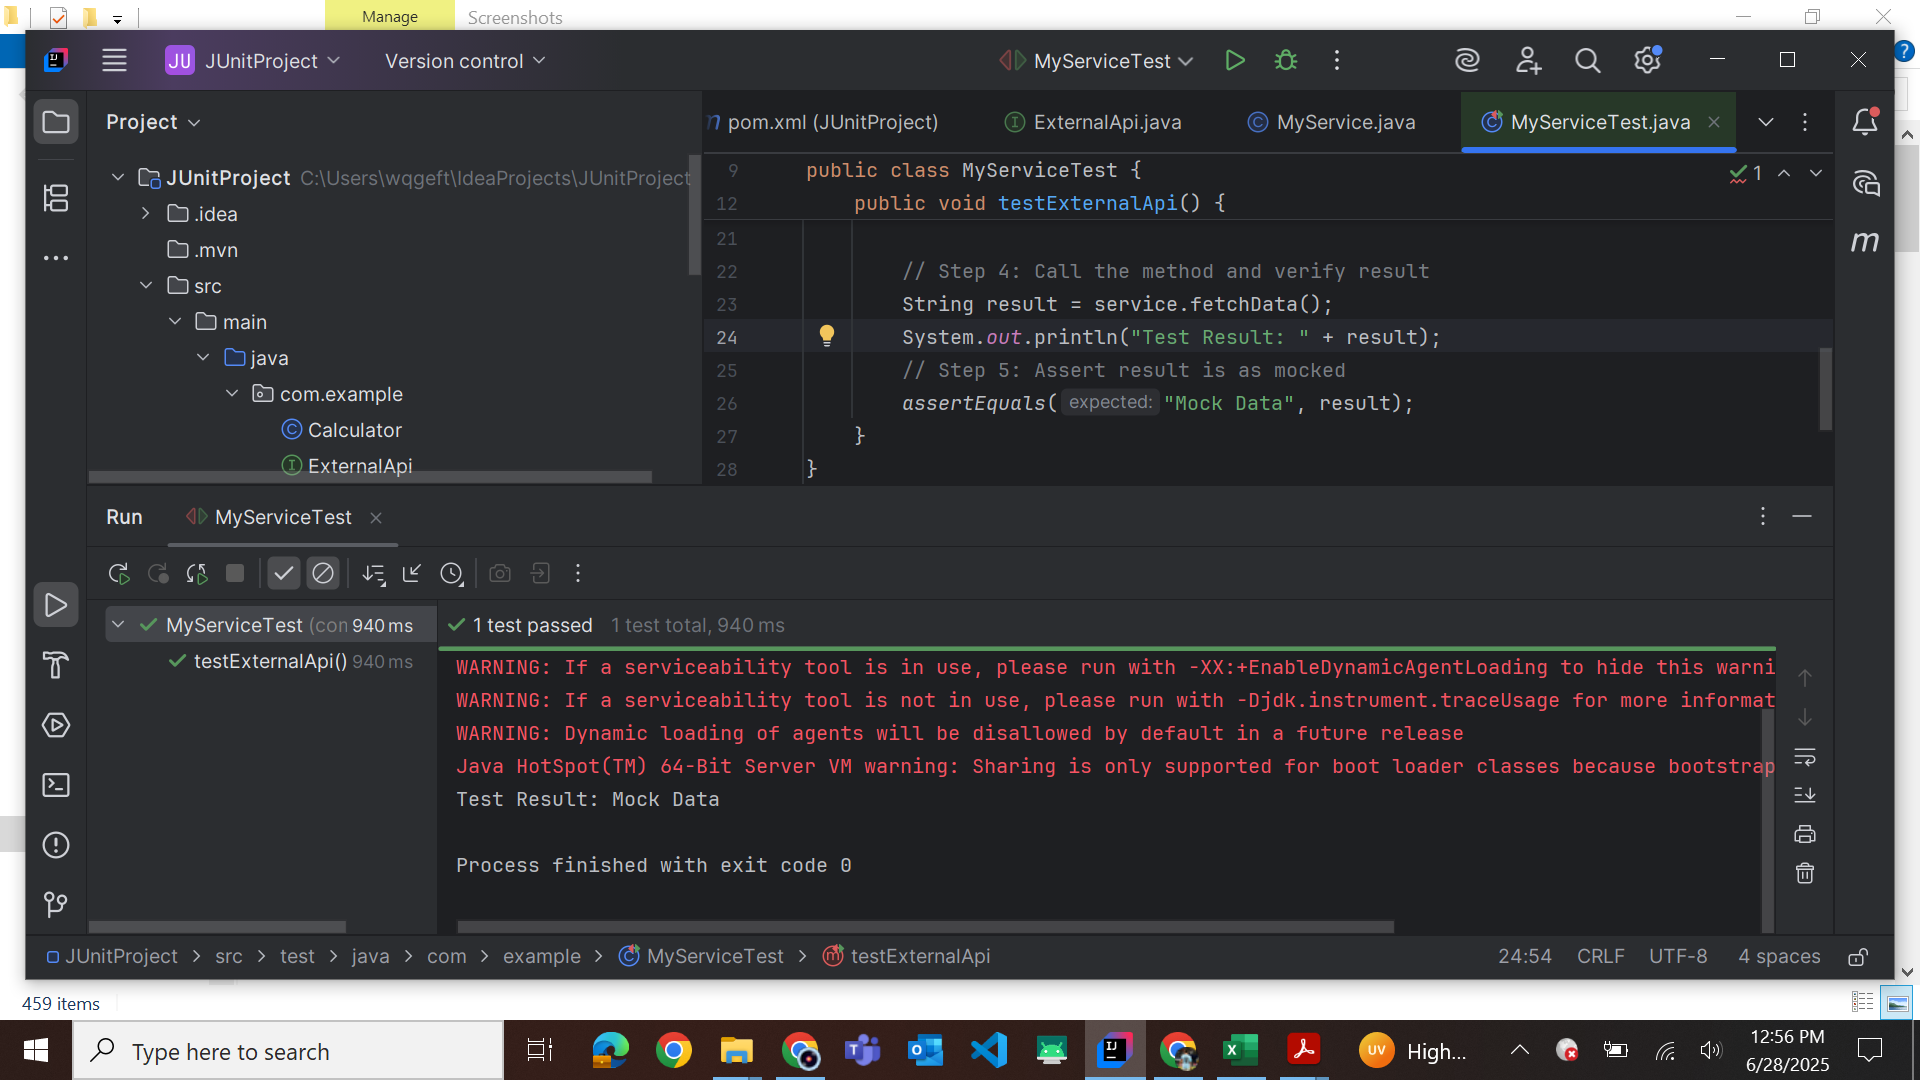 Manage
Screenshots
JU JUnitProject
Version control
MyServiceTest
Project
pom.xml (JUnitProject)
ExternalApi.java
MyService.java
MyServiceTest.java
JUnitProject C:\Users\wqgeft\IdeaProjects\JUnitProject
.idea
.mvn
src
main
java
com.example
Calculator
ExternalApi
1
9 public class MyServiceTest {
12 public void testExternalApi() {
21
22 // Step 4: Call the method and verify result
23 String result = service.fetchData();
24 System.out.println("Test Result: " + result);
25 // Step 5: Assert result is as mocked
26 assertEquals( expected: "Mock Data", result);
27 }
28 }
Run
MyServiceTest
MyServiceTest (con 940 ms
testExternalApi() 940 ms
1 test passed 1 test total, 940 ms
WARNING: If a serviceability tool is in use, please run with -XX:+EnableDynamicAgentLoading to hide this warni
WARNING: If a serviceability tool is not in use, please run with -Djdk.instrument.traceUsage for more informat
WARNING: Dynamic loading of agents will be disallowed by default in a future release
Java HotSpot(TM) 64-Bit Server VM warning: Sharing is only supported for boot loader classes because bootstrap
Test Result: Mock Data
Process finished with exit code 0
JUnitProject > src > test > java > com > example > MyServiceTest > testExternalApi
24:54 CRLF UTF-8 4 spaces
459 items
Type here to search
UV High...
12:56 PM
6/28/2025